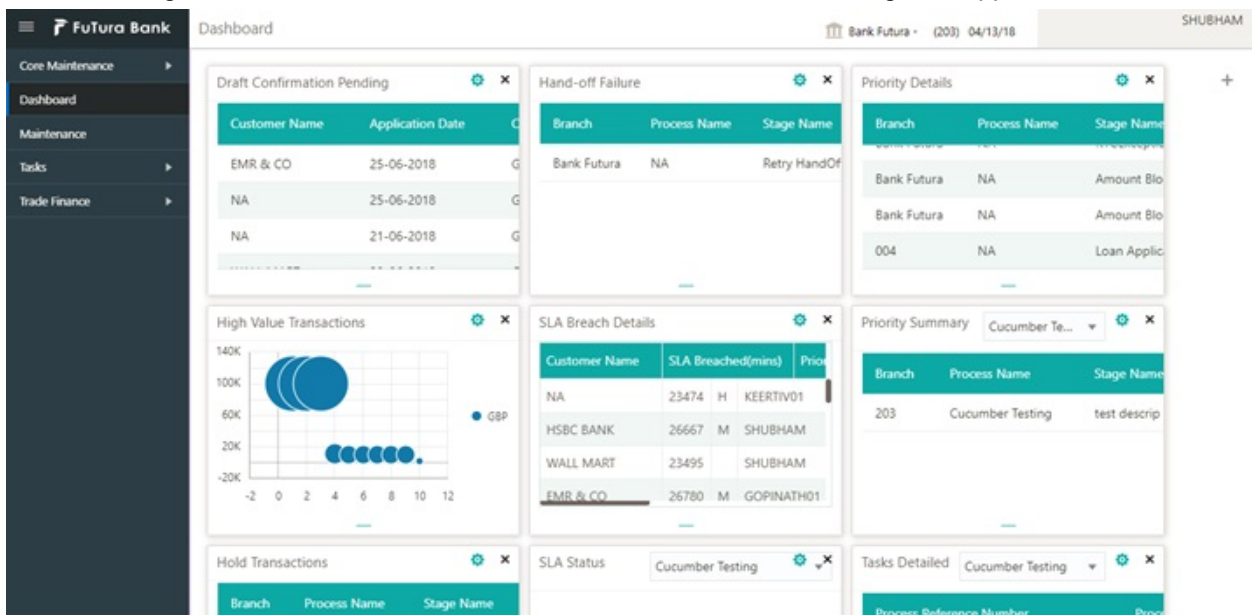 FuTura Bank
Dashboard
Bank Futura - (203) 04/13/18
SHUBHAM
Core Maintenance
Dashboard
Maintenance
Tasks
Trade Finance
Draft Confirmation Pending
Customer Name Application Date
EMR & CO 25-06-2018 G
NA 25-06-2018 G
NA 21-06-2018 G
Hand-off Failure
Branch Process Name Stage Name
Bank Futura NA Retry HandOf
Priority Details
Branch Process Name Stage Name
Bank Futura NA Amount Blo
Bank Futura NA Amount Blo
004 NA Loan Applic
High Value Transactions
140K
100K
60K
20K
-20K
-2 0 2 4 6 8 10 12
GBP
SLA Breach Details
Customer Name SLA Breached(mins) Prior
NA 23474 H KEERTIV01
HSBC BANK 26667 M SHUBHAM
WALL MART 23495 SHUBHAM
EMR & CO 26780 M GOPINATH01
Priority Summary Cucumber Te...
Branch Process Name Stage Name
203 Cucumber Testing test descrip
Hold Transactions
Branch Process Name Stage Name
SLA Status Cucumber Testing
Tasks Detailed Cucumber Testing
Process Reference Number Proce